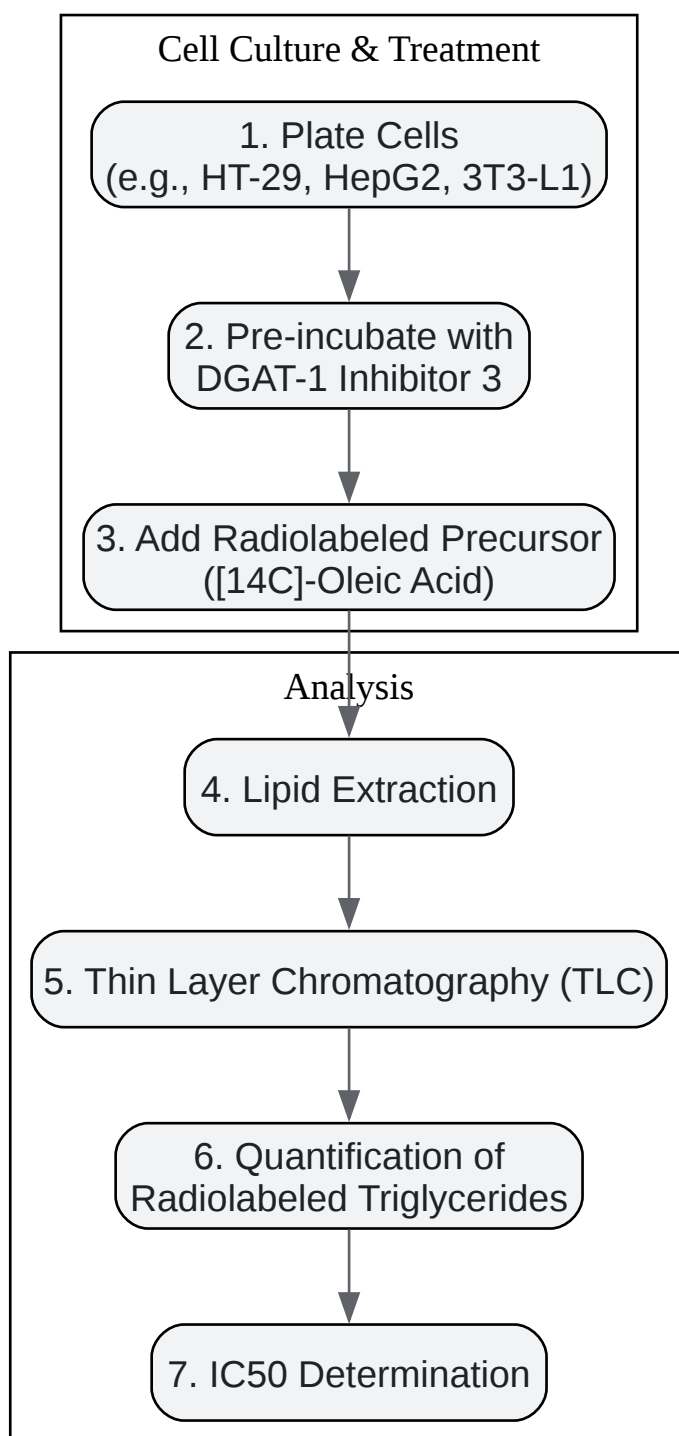 Cell Culture & Treatment
1. Plate Cells
(e.g., HT-29, HepG2, 3T3-L1)
2. Pre-incubate with
DGAT-1 Inhibitor 3
3. Add Radiolabeled Precursor
([14C]-Oleic Acid)
Analysis
4. Lipid Extraction
5. Thin Layer Chromatography (TLC)
6. Quantification of
Radiolabeled Triglycerides
7. IC50 Determination